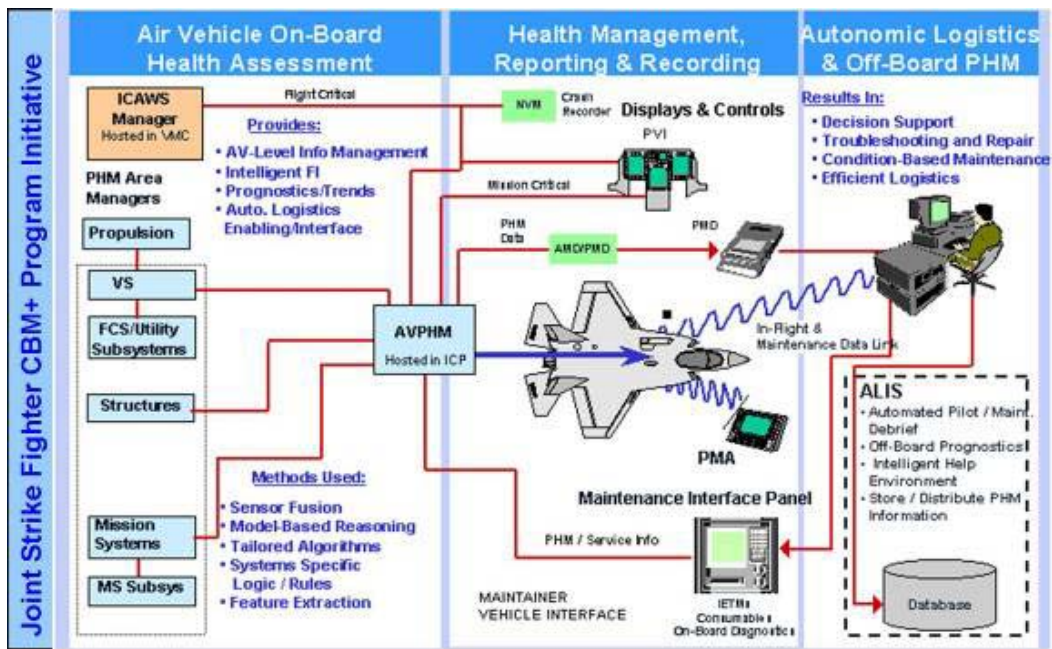 Joint Strike Fighter CBM+ Program Initiative
Air Vehicle On-Board
Health Assessment
Health Management,
Reporting & Recording
Autonomic Logistics
& Off-Board PHM
ICAWS
Manager
Hosted in VMC
Flight Critical
Provides:
• AV-Level Info Management
• Intelligent FI
• Prognostics/Trends
• Auto. Logistics
Enabling/Interface
PHM Area
Managers
Propulsion
VS
FCS/Utility
Subsystems
Structures
Mission
Systems
MS Subsys
Methods Used:
• Sensor Fusion
• Model-Based Reasoning
• Tailored Algorithms
• Systems Specific
Logic / Rules
• Feature Extraction
AVPHM
Hosted in ICP
NVM
Crash
Recorder
Displays & Controls
PVI
Mission Critical
PHM
Data
AMD/PMD
PMD
In-Flight &
Maintenance Data Link
PMA
Maintenance Interface Panel
PHM / Service Info
MAINTAINER
VEHICLE INTERFACE
IETMs
Consumables
On-Board Diagnostics
Results In:
• Decision Support
• Troubleshooting and Repair
• Condition-Based Maintenance
• Efficient Logistics
ALIS
• Automated Pilot / Maint.
Debrief
• Off-Board Prognostics
• Intelligent Help
Environment
• Store / Distribute PHM
Information
Database